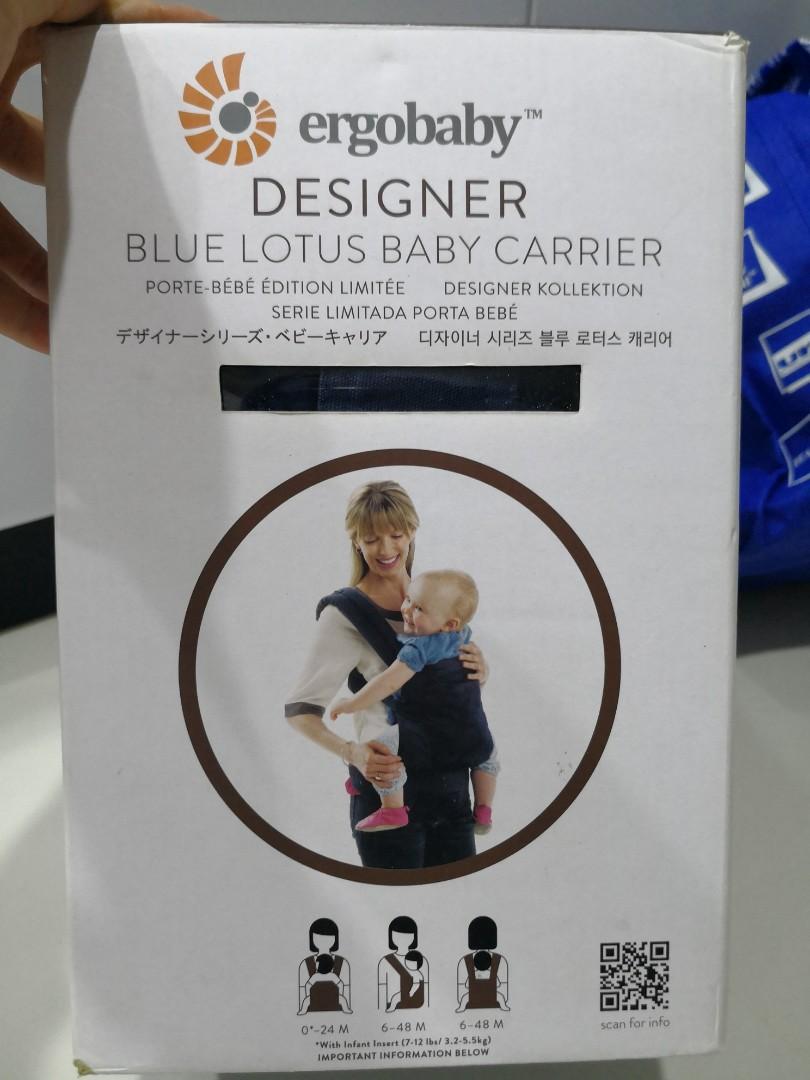 ergobaby™
DESIGNER
BLUE LOTUS BABY CARRIER
PORTE-BÉBÉ ÉDITION LIMITÉE DESIGNER KOLLEKTION
SERIE LIMITADA PORTA BEBÉ
デザイナーシリーズ・ベビーキャリア 디자이너 시리즈 블루 로터스 캐리어
0*-24 M 6-48 M 6-48 M
*With Infant Insert (7-12 lbs/ 3.2-5.5kg)
IMPORTANT INFORMATION BELOW
scan for info